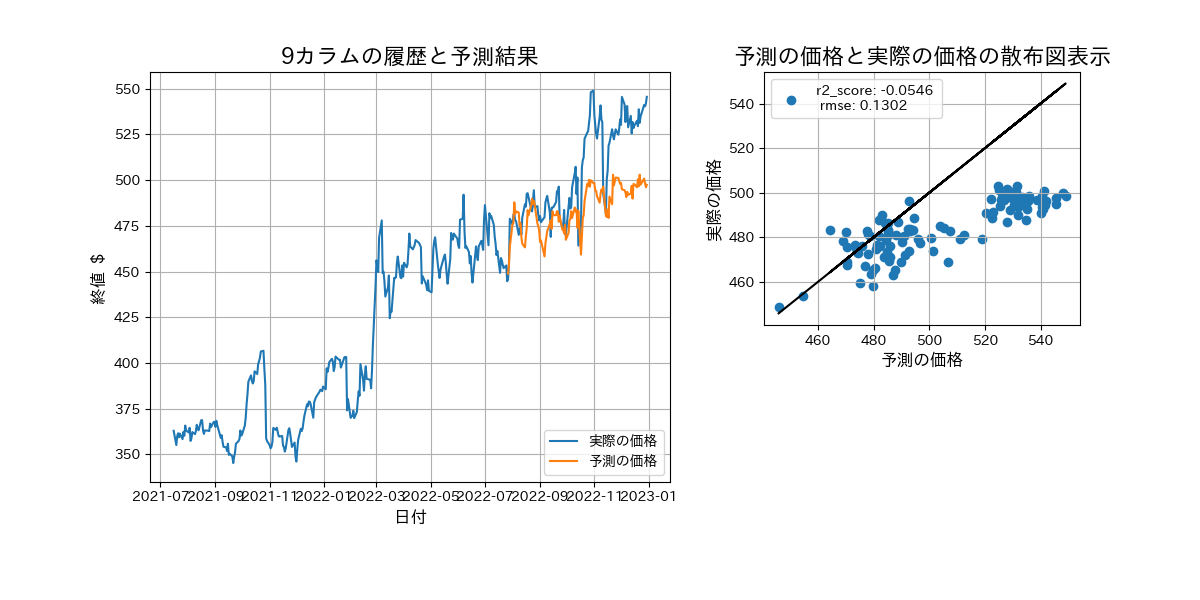 9カラムの履歴と予測結果
550
525
500
475
450
425
400
375
350
終値 $
2021-07
2021-09
2021-11
2022-01
2022-03
2022-05
2022-07
2022-09
2022-11
2023-01
日付
実際の価格
予測の価格
予測の価格と実際の価格の散布図表示
r2_score: -0.0546
rmse: 0.1302
540
520
500
480
460
実際の価格
460
480
500
520
540
予測の価格